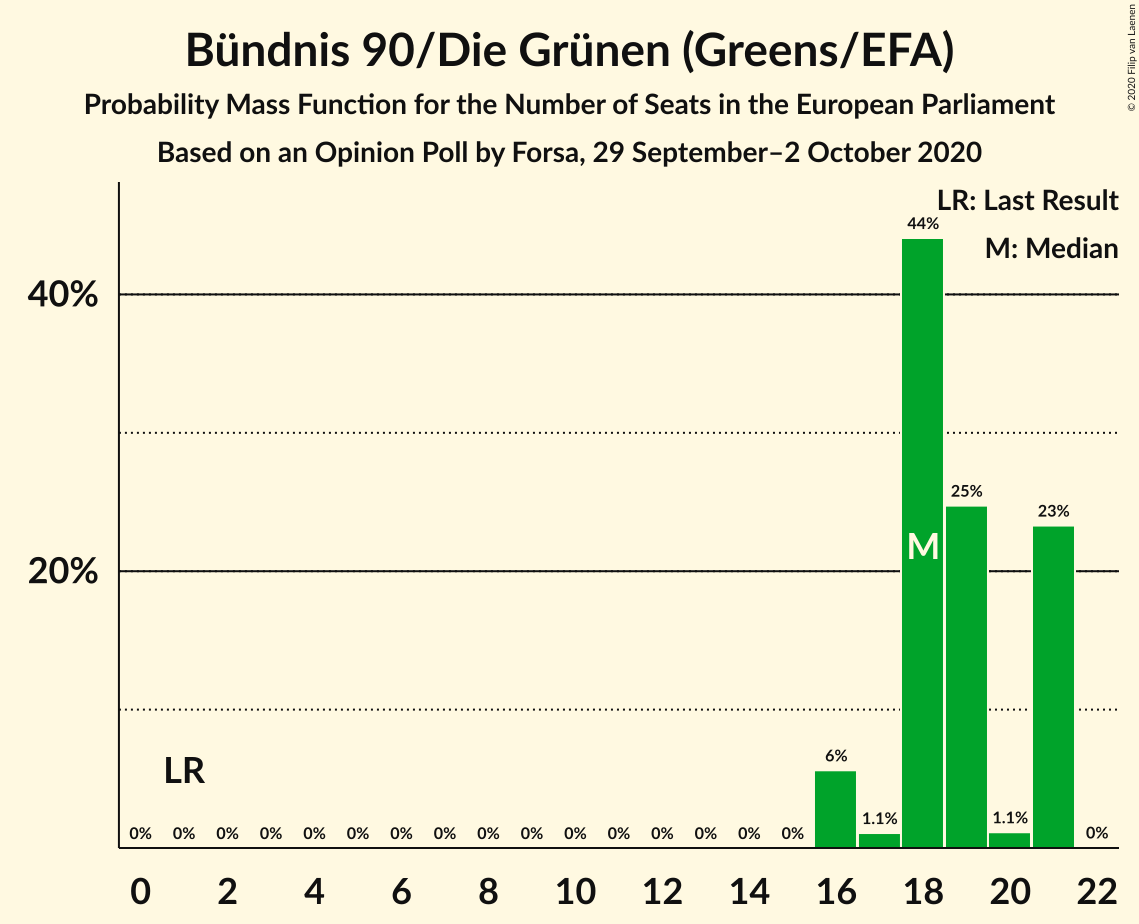 Bündnis 90/Die Grünen (Greens/EFA)
Probability Mass Function for the Number of Seats in the European Parliament
Based on an Opinion Poll by Forsa, 29 September–2 October 2020
© 2020 Filip van Laenen
LR: Last Result
M: Median
44%
40%
25%
23%
M
20%
6%
LR
1.1% 1.1%
0% 0% 0% 0% 0% 0% 0% 0% 0% 0% 0% 0% 0% 0% 0% 0% 0%
0 2 4 6 8 10 12 14 16 18 20 22